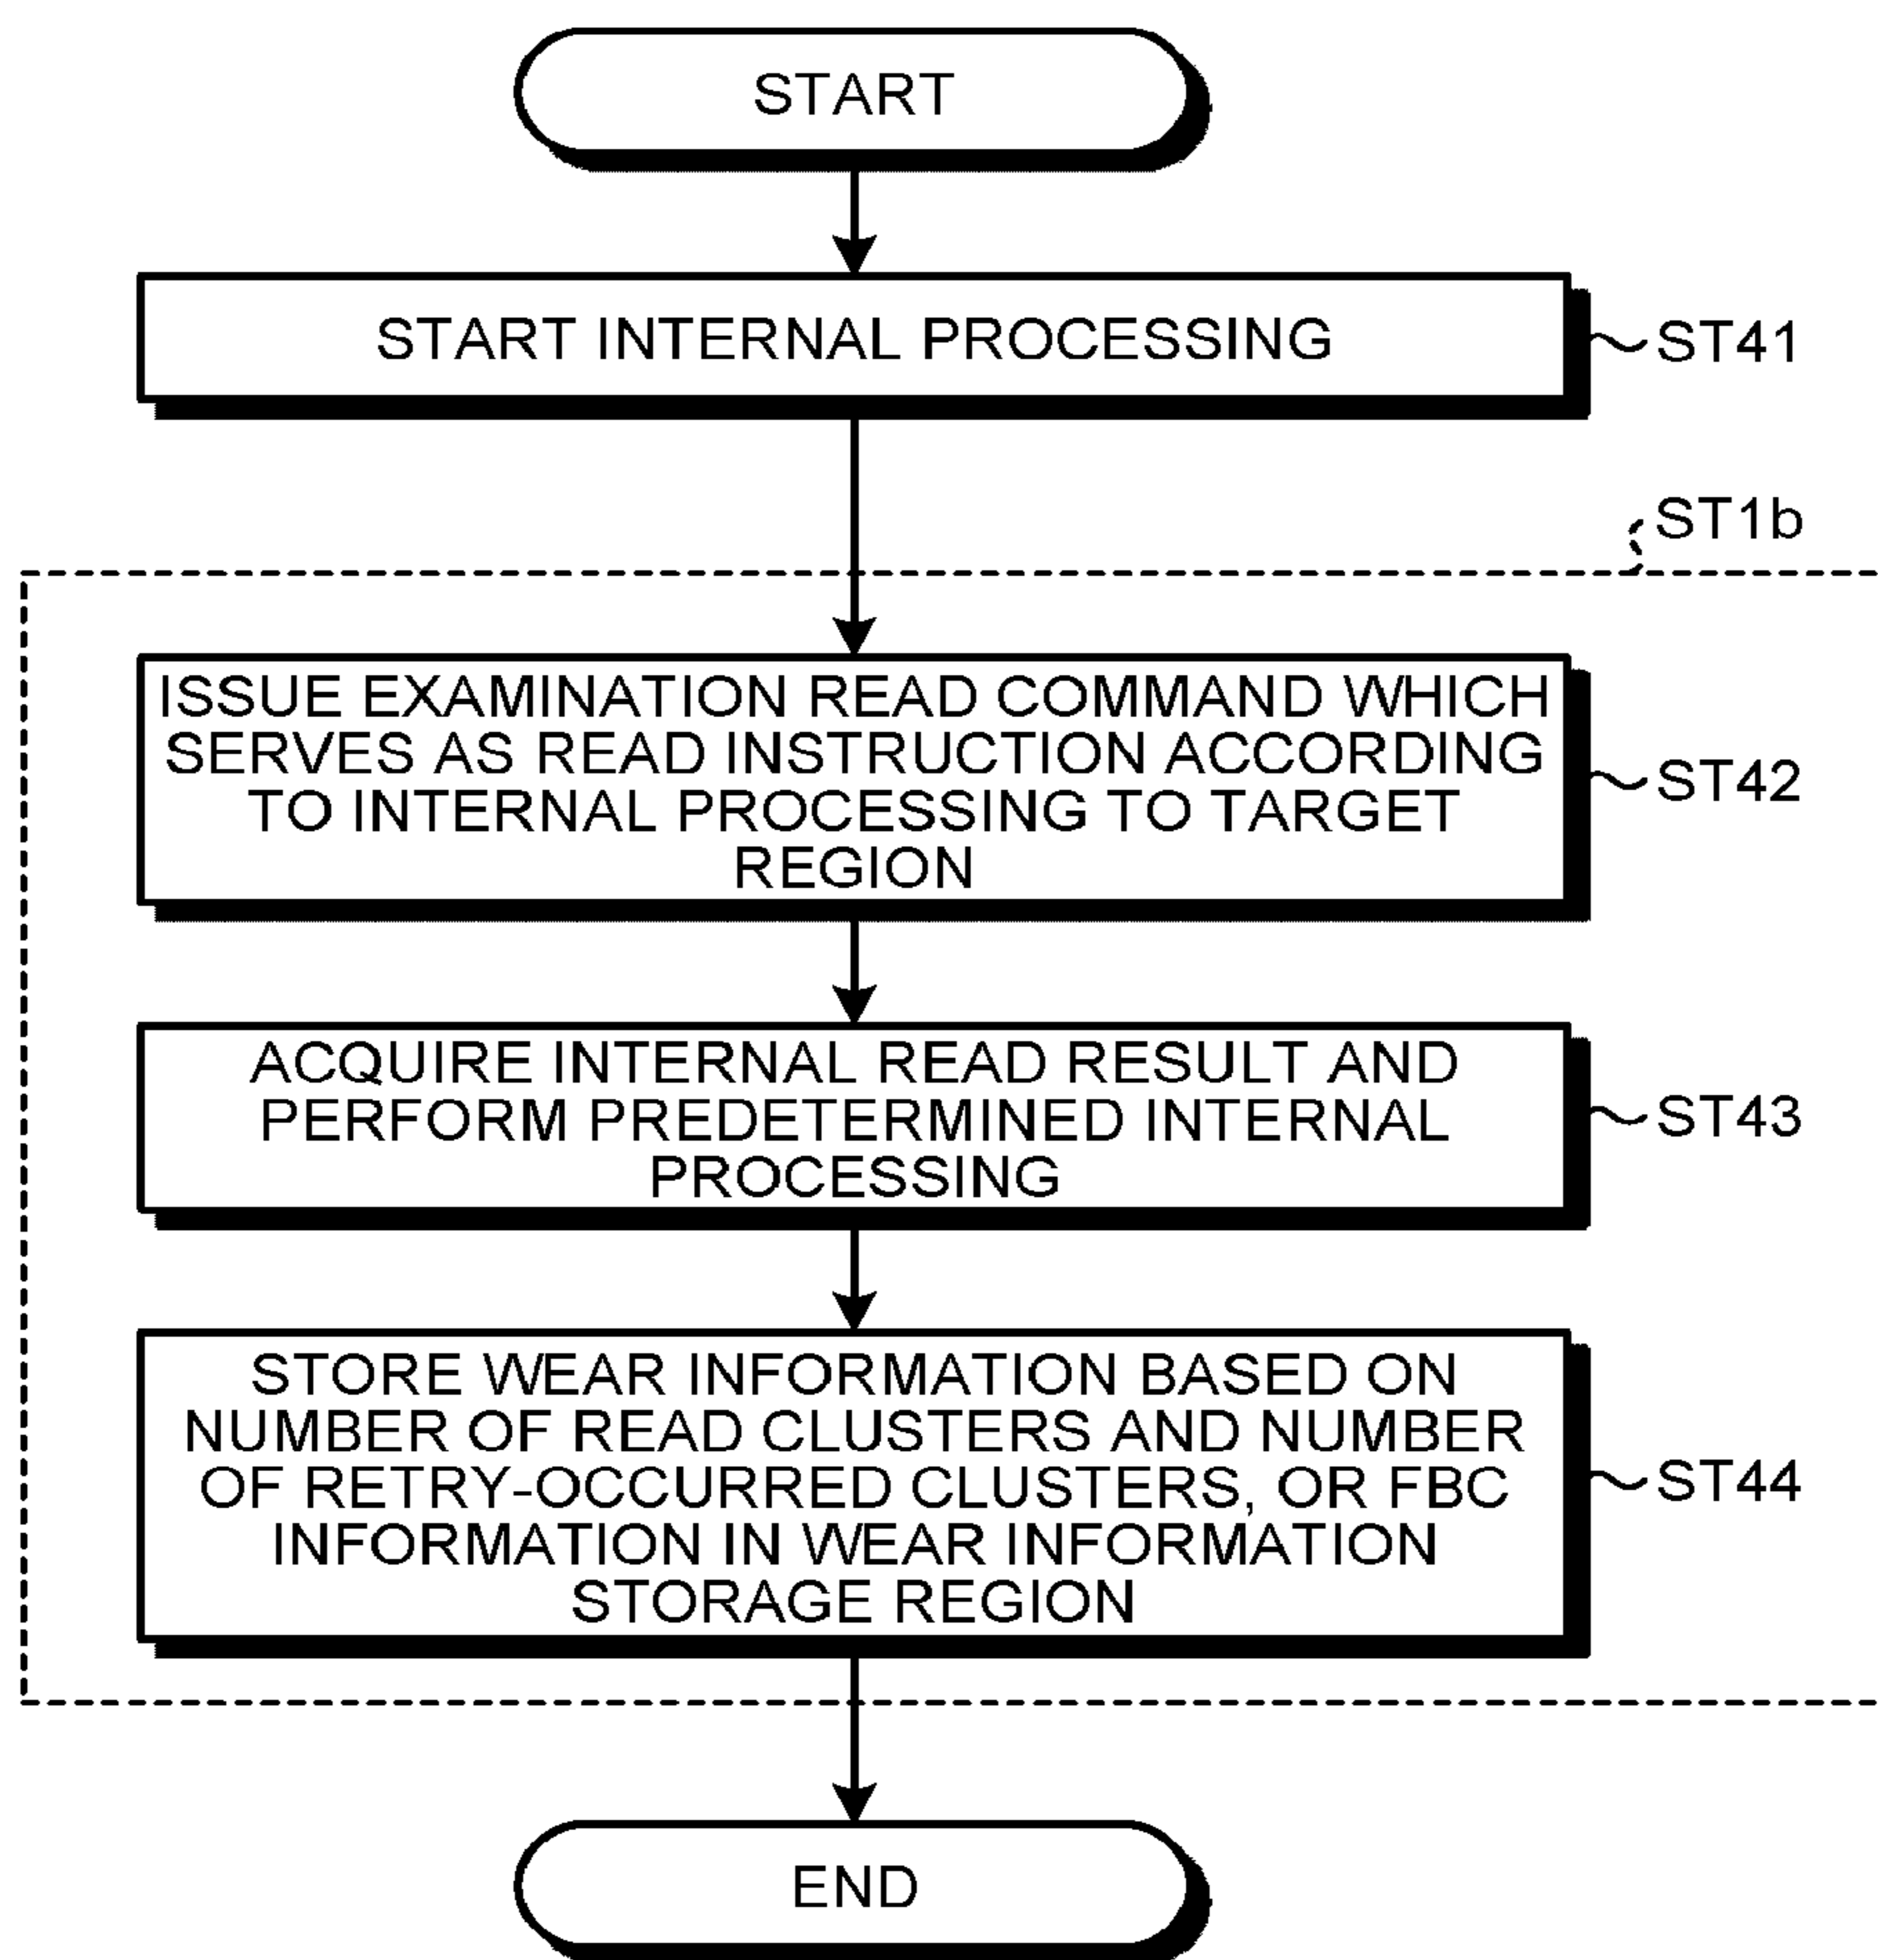 START
START INTERNAL PROCESSING
ST41
ST1b
ISSUE EXAMINATION READ COMMAND WHICH
SERVES AS READ INSTRUCTION ACCORDING
TO INTERNAL PROCESSING TO TARGET
REGION
ST42
ACQUIRE INTERNAL READ RESULT AND
PERFORM PREDETERMINED INTERNAL
PROCESSING
ST43
STORE WEAR INFORMATION BASED ON
NUMBER OF READ CLUSTERS AND NUMBER
OF RETRY-OCCURRED CLUSTERS, OR FBC
INFORMATION IN WEAR INFORMATION
STORAGE REGION
ST44
END